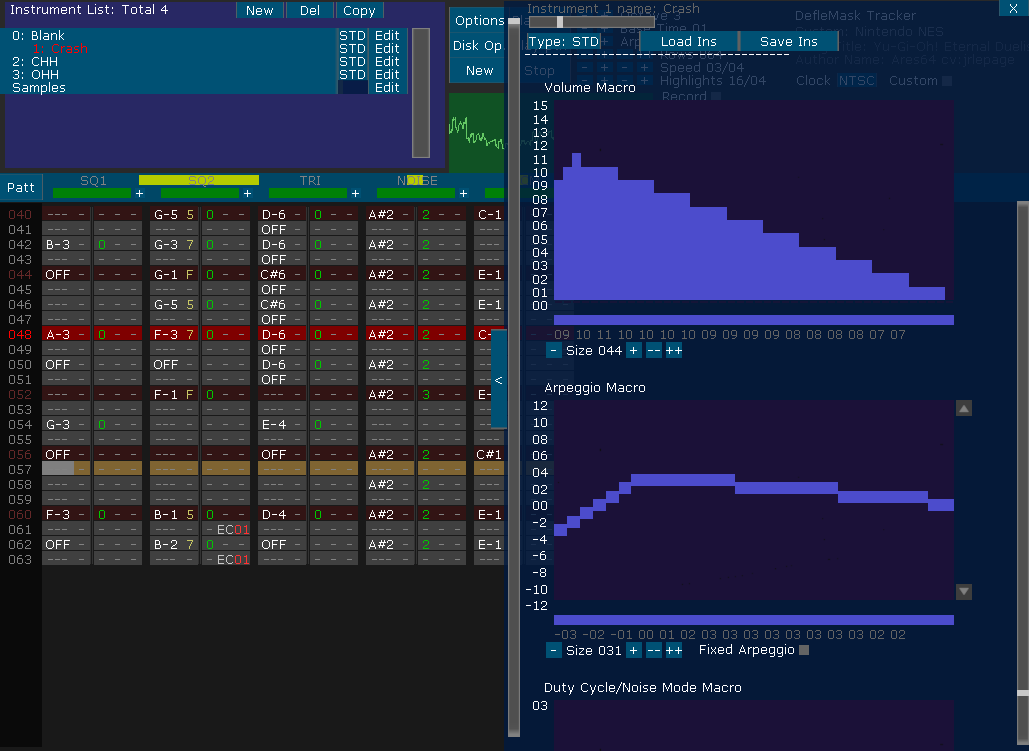 Instrument List: Total 4
New
Del
Copy
0: Blank STD Edit
1: Crash STD Edit
2: CHH STD Edit
3: OHH STD Edit
Samples Edit
Options
Disk Op
New
Stop
Instrument 1 name: Crash
X
Type: STD
Load Ins
Save Ins
Base Time 01
Speed 03/04
Highlights 16/04
Record
DefleMask Tracker
Nintendo NES
Clock NTSC Custom
Patt SQ1 + SQ2 + TRI + NOISE +
040 --- - - - - G-5 5 0 - - D-6 - 0 - - A#2 - 2 - - C-1
041 --- - - - - --- - - - - OFF - - - --- - - - - ---
042 B-3 - 0 - - G-3 7 0 - - D-6 - 0 - - A#2 - 2 - - ---
043 --- - - - - --- - - - - OFF - - - --- - - - - ---
044 OFF - - - G-1 F 0 - - C#6 - 0 - - A#2 - 2 - - E-1
045 --- - - - - --- - - - - OFF - - - --- - - - - ---
046 --- - - - - G-5 5 0 - - C#6 - 0 - - A#2 - 2 - - E-1
047 --- - - - - --- - - - - OFF - - - --- - - - - ---
048 A-3 - 0 - - F-3 7 0 - - D-6 - 0 - - A#2 - 2 - - C-
049 --- - - - - --- - - - - OFF - - - --- - - - - ---
050 OFF - - - OFF - - - D-6 - 0 - - A#2 - 2 - - ---
051 --- - - - - --- - - - - OFF - - - --- - - - - ---
052 --- - - - - F-1 F 0 - - --- - - - - A#2 - 3 - - E-
053 --- - - - - --- - - - - --- - - - - --- - - - - ---
054 G-3 - 0 - - --- - - - - E-4 - 0 - - A#2 - 2 - - ---
055 --- - - - - --- - - - - --- - - - - --- - - - - ---
056 OFF - - - --- - - - - OFF - - - A#2 - 2 - - C#1
057 - --- - - - - --- - - - - --- - - - - ---
058 --- - - - - --- - - - - --- - - - - A#2 - 2 - - ---
059 --- - - - - --- - - - - --- - - - - --- - - - - ---
060 F-3 - 0 - - B-1 5 0 - - D-4 - 0 - - A#2 - 2 - - E-1
061 --- - - - - --- - - EC01 --- - - - - --- - - - - ---
062 OFF - - - B-2 7 0 - - OFF - - - A#2 - 2 - - E-1
063 --- - - - - --- - - EC01 --- - - - - --- - - - - ---
<
Volume Macro
15
14
13
12
11
10
09
08
07
06
05
04
03
02
01
00
09 10 11 10 10 10 10 09 09 09 09 08 08 08 08 07 07
- Size 044 + -- ++
Arpeggio Macro
12
10
08
06
04
02
00
-2
-4
-6
-8
-10
-12
-03 -02 -01 00 01 02 03 03 03 03 03 03 03 03 02 02
- Size 031 + -- ++ Fixed Arpeggio
Duty Cycle/Noise Mode Macro
03